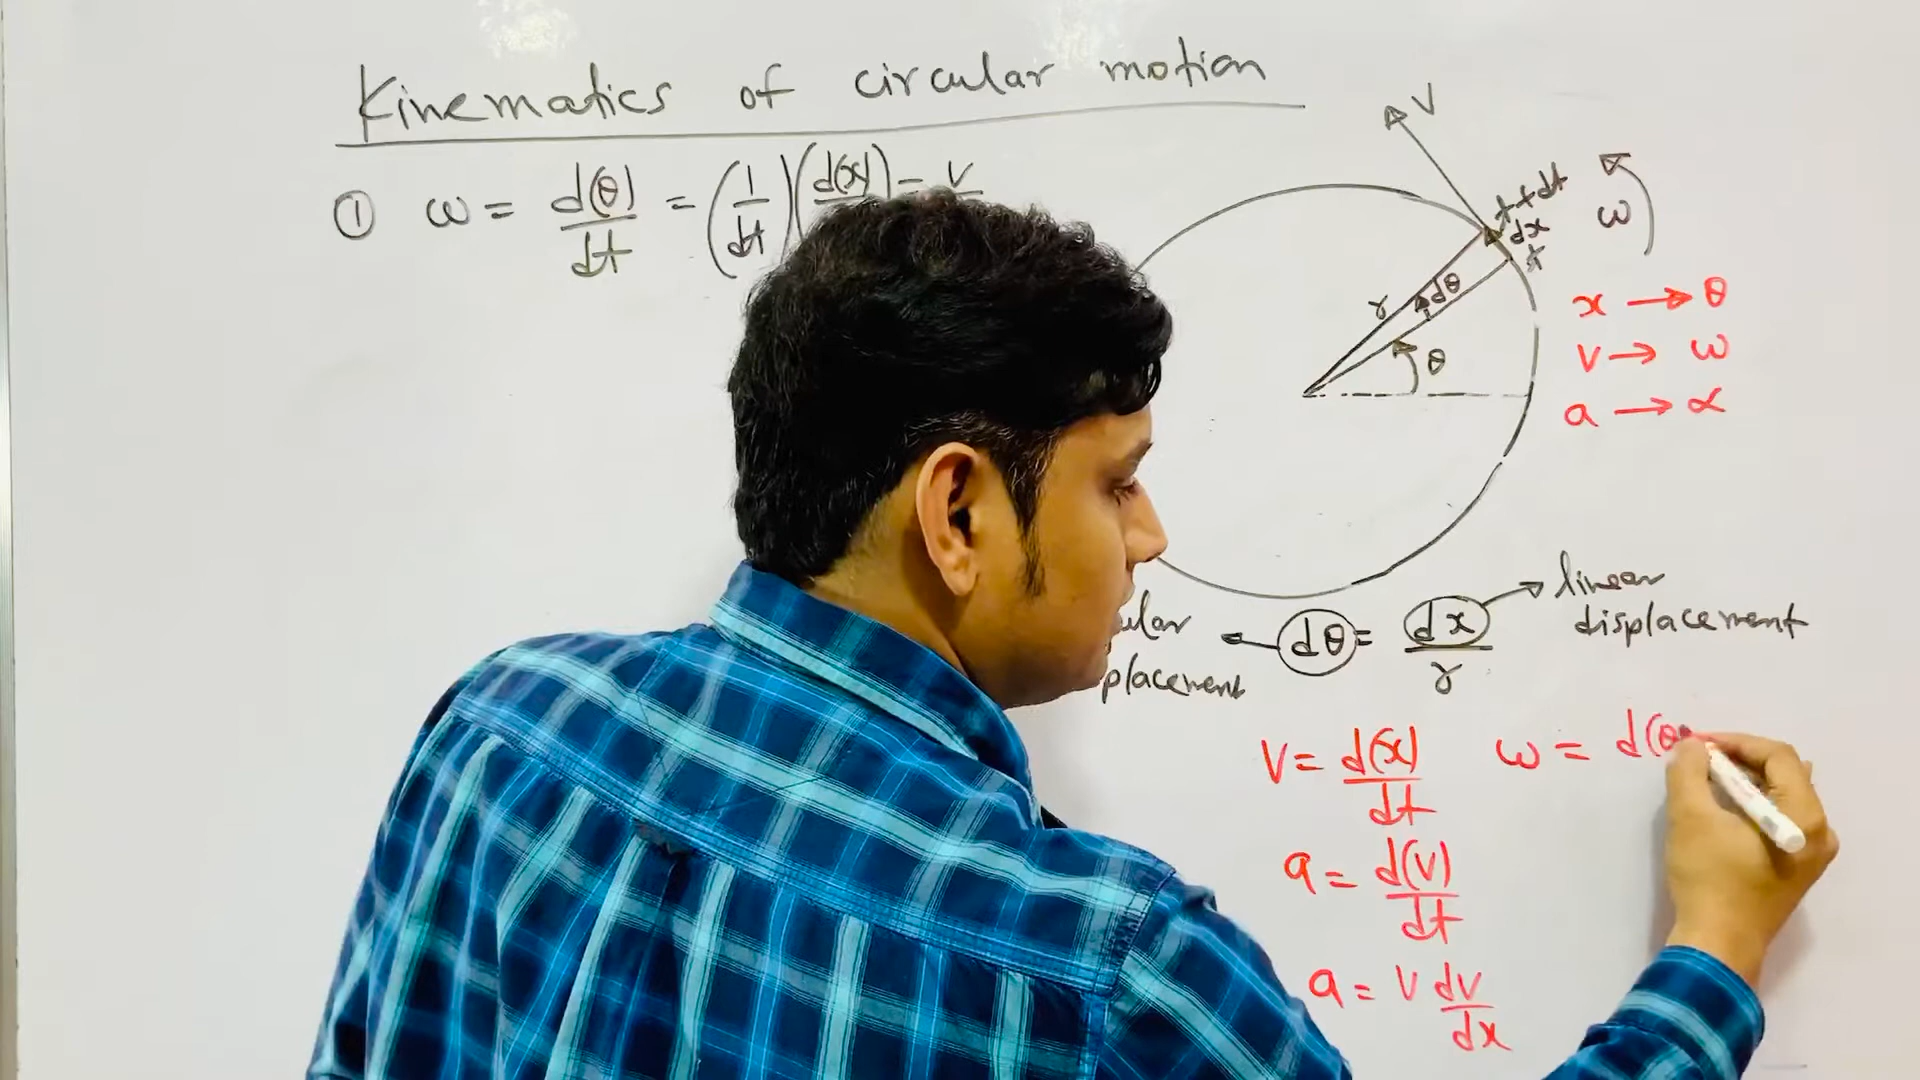 Kinematics of circular motion
① ω = d(θ)/dt = (1/dt)(d(x) = v
V
t+dt
dx
t
ω
r
dθ
θ
x → θ
v → ω
a → α
dθ = dx/r
linear displacement
placement
V = d(x)/dt
ω = d(θ
a = d(v)/dt
a = v dv/dx